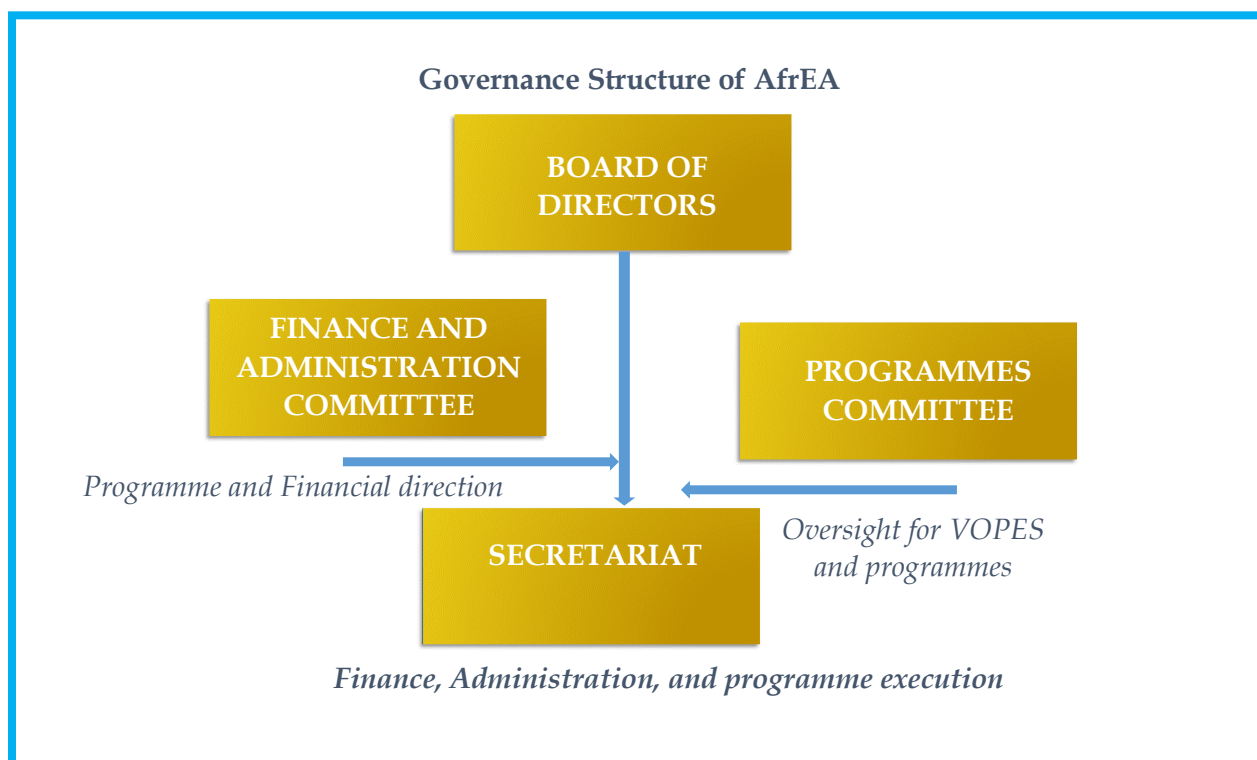 Governance Structure of AfrEA
BOARD OF
DIRECTORS
FINANCE AND
ADMINISTRATION
COMMITTEE
PROGRAMMES
COMMITTEE
Programme and Financial direction
Oversight for VOPES
and programmes
SECRETARIAT
Finance, Administration, and programme execution